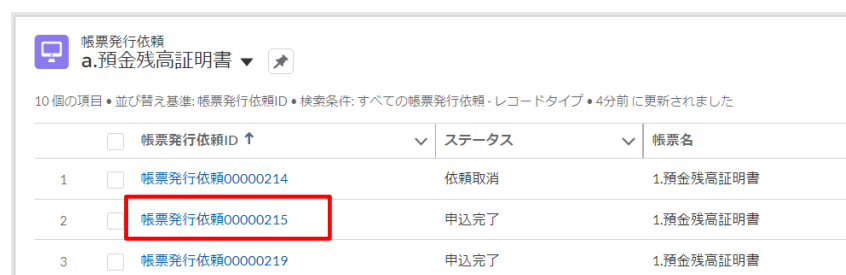 帳票発行依頼
a.預金残高証明書
10 個の項目 • 並び替え基準: 帳票発行依頼ID • 検索条件: すべての帳票発行依頼 - レコードタイプ • 4分前 に更新されました
帳票発行依頼ID ↑ ステータス 帳票名
1 帳票発行依頼00000214 依頼取消 1.預金残高証明書
2 帳票発行依頼00000215 申込完了 1.預金残高証明書
3 帳票発行依頼00000219 申込完了 1.預金残高証明書